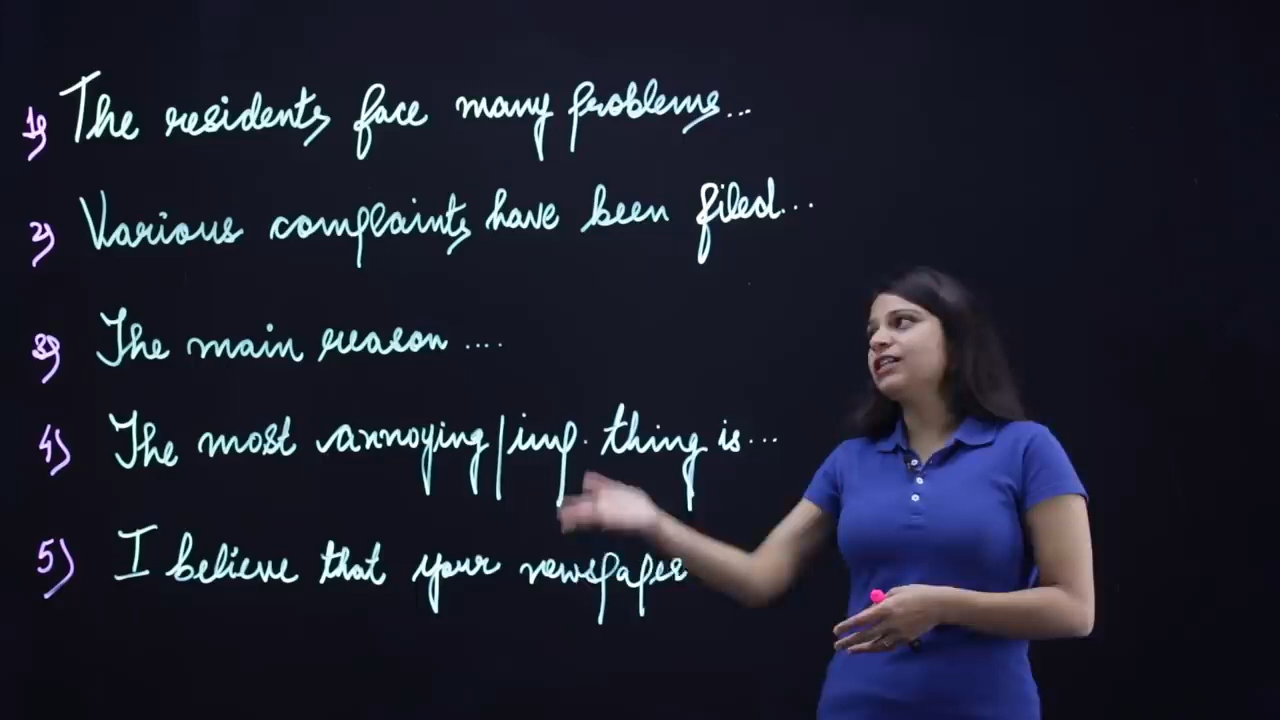 1) The residents face many problems...
2) Various complaints have been filed...
3) The main reason ....
4) The most annoying/imp. thing is...
5) I believe that your newspaper